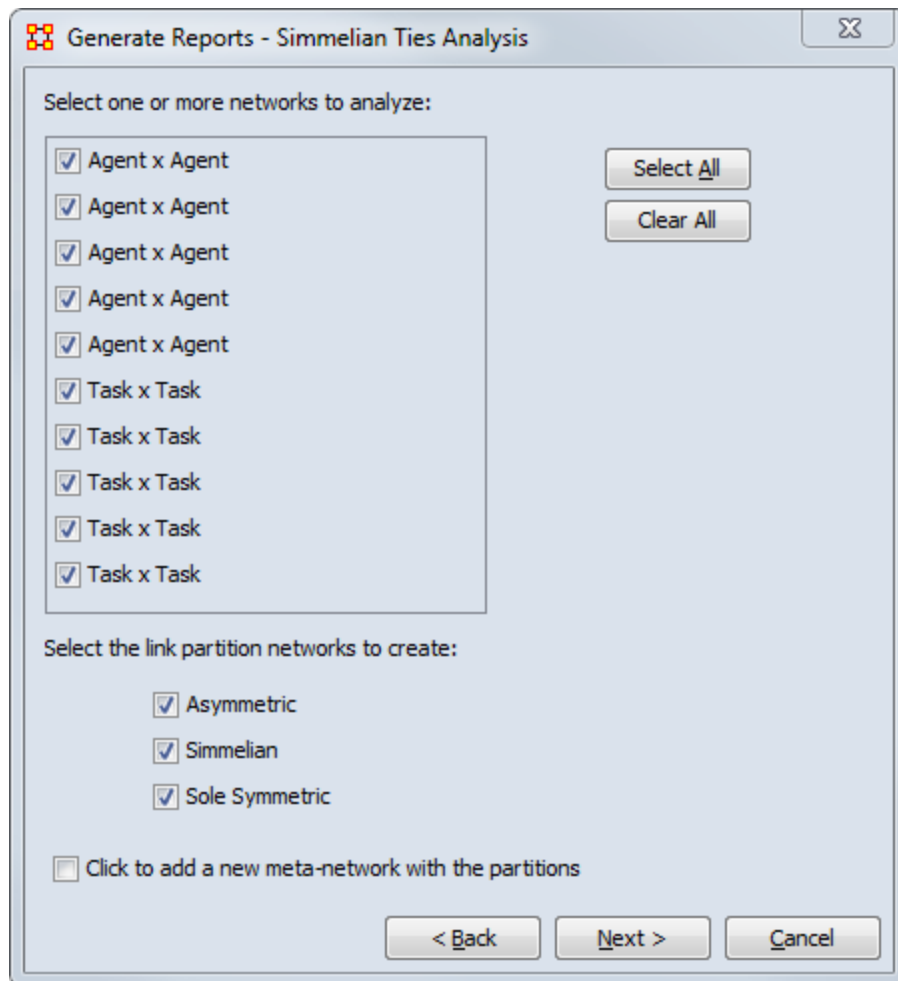 Generate Reports - Simmelian Ties Analysis
Select one or more networks to analyze:
Agent x Agent
Agent x Agent
Agent x Agent
Agent x Agent
Agent x Agent
Task x Task
Task x Task
Task x Task
Task x Task
Task x Task
Select All
Clear All
Select the link partition networks to create:
Asymmetric
Simmelian
Sole Symmetric
Click to add a new meta-network with the partitions
< Back
Next >
Cancel